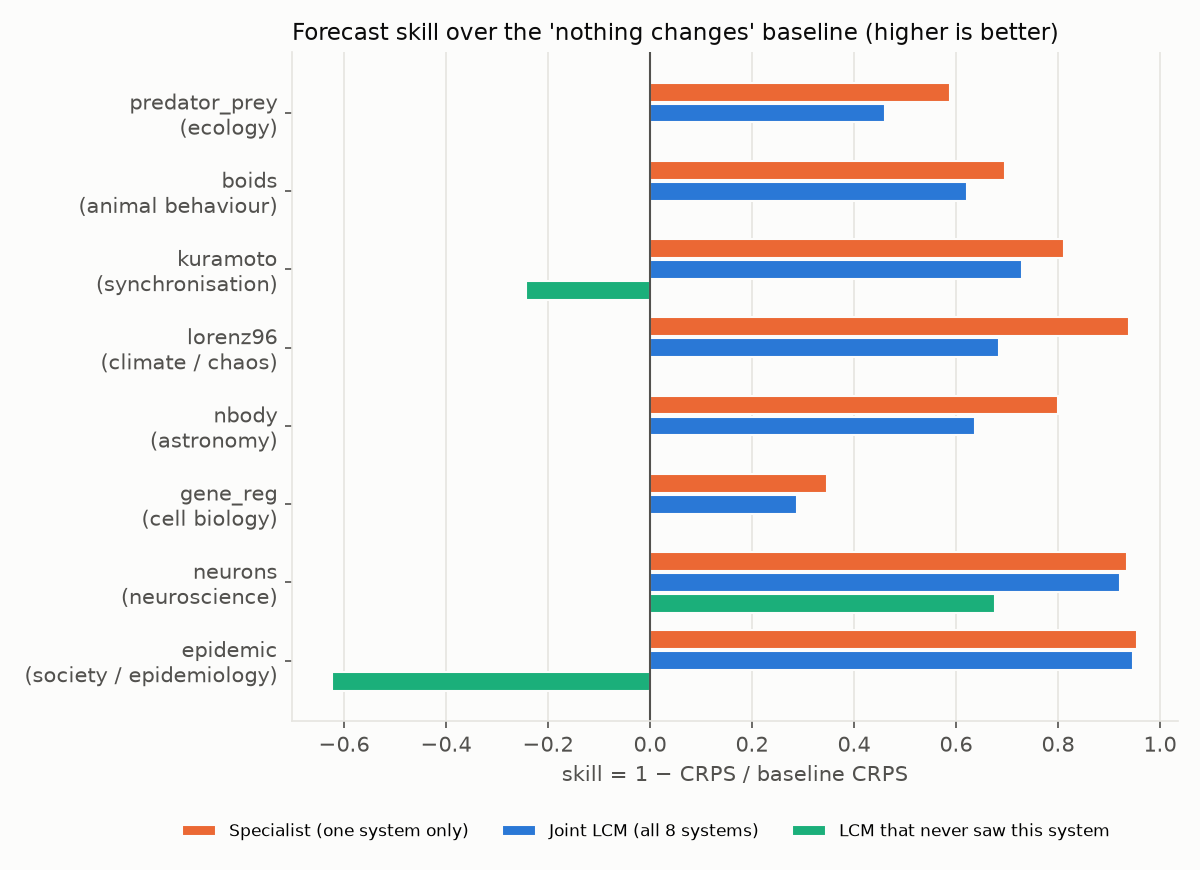 Forecast skill over the 'nothing changes' baseline (higher is better)
predator_prey
(ecology)
boids
(animal behaviour)
kuramoto
(synchronisation)
lorenz96
(climate / chaos)
nbody
(astronomy)
gene_reg
(cell biology)
neurons
(neuroscience)
epidemic
(society / epidemiology)
−0.6 −0.4 −0.2 0.0 0.2 0.4 0.6 0.8 1.0
skill = 1 − CRPS / baseline CRPS
Specialist (one system only) Joint LCM (all 8 systems) LCM that never saw this system